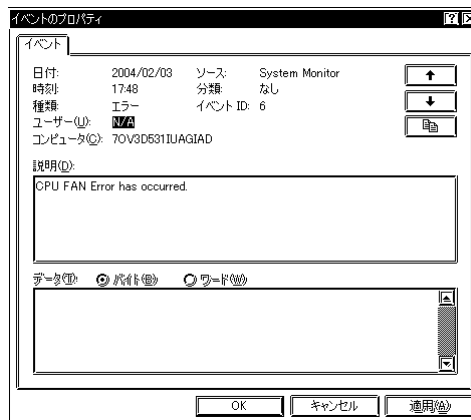 イベントのプロパティ
イベント
日付: 2004/02/03 ソース: System Monitor
時刻: 17:48 分類: なし
種類: エラー イベント ID: 6
ユーザー(U): N/A
コンピュータ(C): 7OV3D531IUAGIAD
説明(D):
CPU FAN Error has occurred.
データ(T): バイト(B) ワード(W)
OK キャンセル 適用(A)